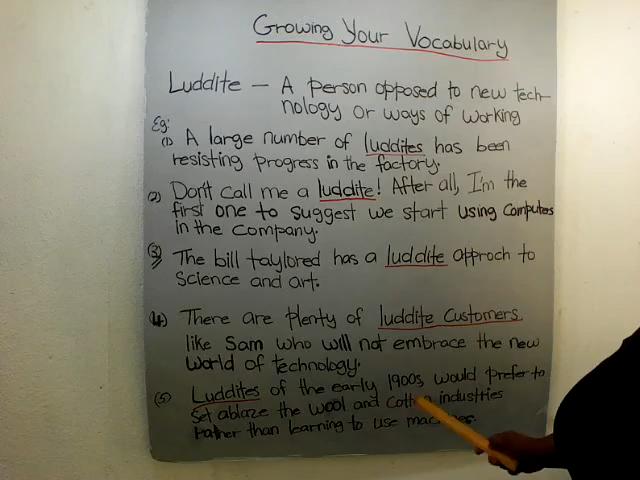 Growing Your Vocabulary
Luddite — A person opposed to new tech-
nology or ways of working
Eg:
(1) A large number of luddites has been
resisting progress in the factory.
(2) Don't call me a luddite! After all, I'm the
first one to suggest we start using Computers
in the Company.
(3) The bill taylored has a luddite approch to
Science and art.
(4) There are plenty of luddite Customers
like Sam who will not embrace the new
World of technology.
(5) Luddites of the early 1900s, would prefer to
Set ablaze the wool and industries
rather than learning to use